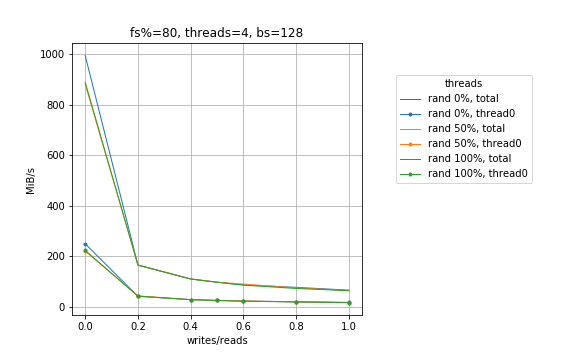 fs%=80, threads=4, bs=128
1000
800
600
400
200
0
MiB/s
0.0 0.2 0.4 0.6 0.8 1.0
writes/reads
threads
rand 0%, total
rand 0%, thread0
rand 50%, total
rand 50%, thread0
rand 100%, total
rand 100%, thread0